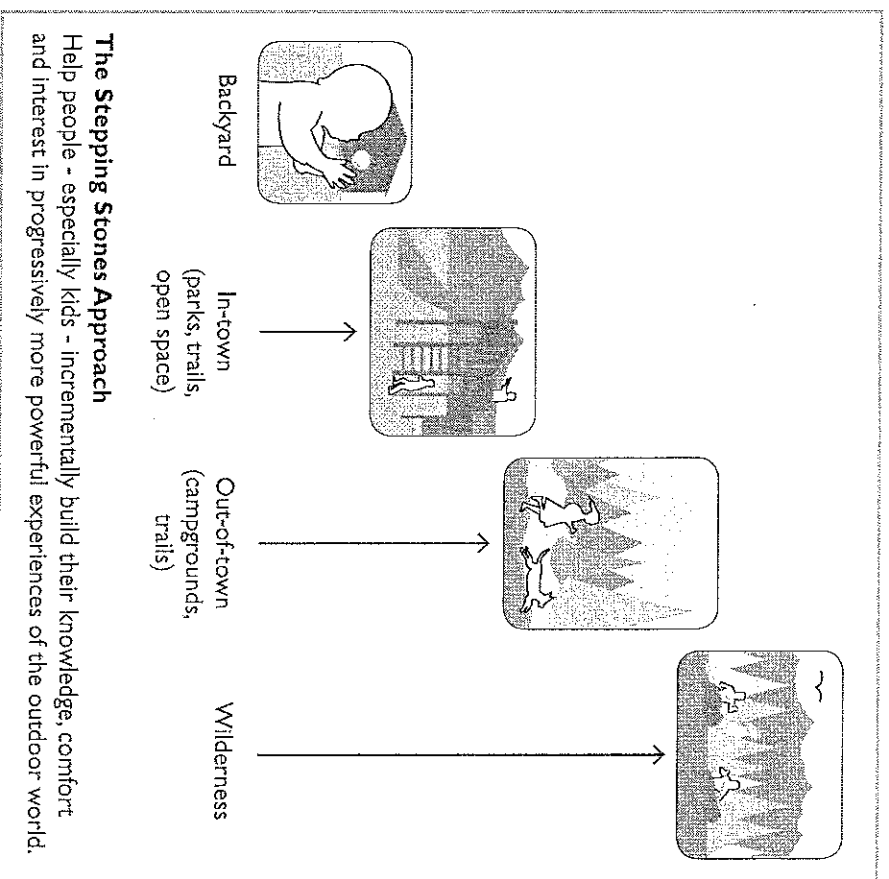 Backyard
In-town
(parks, trails,
open space)
Out-of-town
(campgrounds,
trails)
Wilderness
The Stepping Stones Approach
Help people - especially kids - incrementally build their knowledge, comfort
and interest in progressively more powerful experiences of the outdoor world.